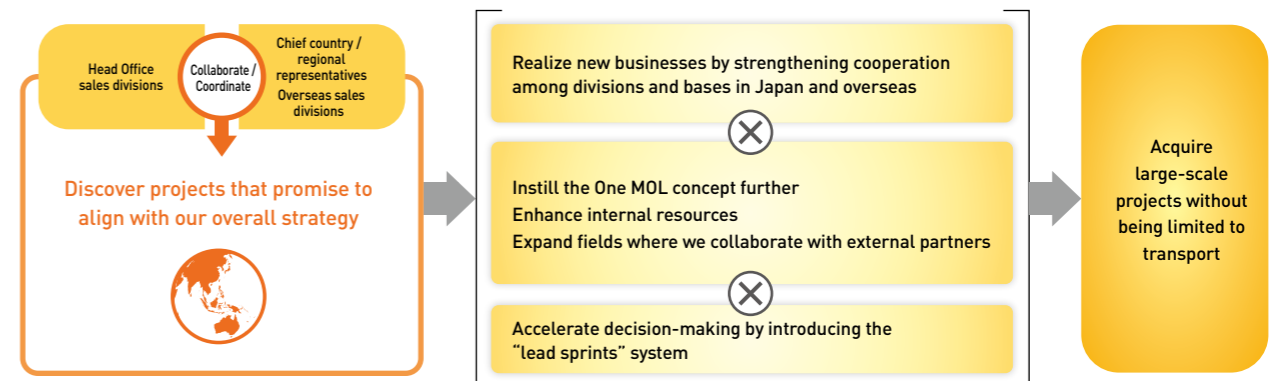 Head Office
sales divisions
Collaborate /
Coordinate
Chief country /
regional
representatives
Overseas sales
divisions
Discover projects that promise to
align with our overall strategy
Realize new businesses by strengthening cooperation
among divisions and bases in Japan and overseas
Instill the One MOL concept further
Enhance internal resources
Expand fields where we collaborate with external partners
Accelerate decision-making by introducing the
“lead sprints” system
Acquire
large-scale
projects without
being limited to
transport